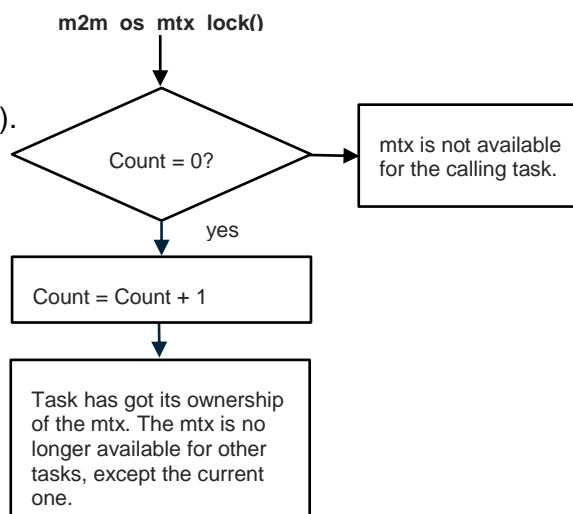 m2m os mtx lock()
).
Count = 0?
mtx is not available
for the calling task.
yes
Count = Count + 1
Task has got its ownership
of the mtx. The mtx is no
longer available for other
tasks, except the current
one.